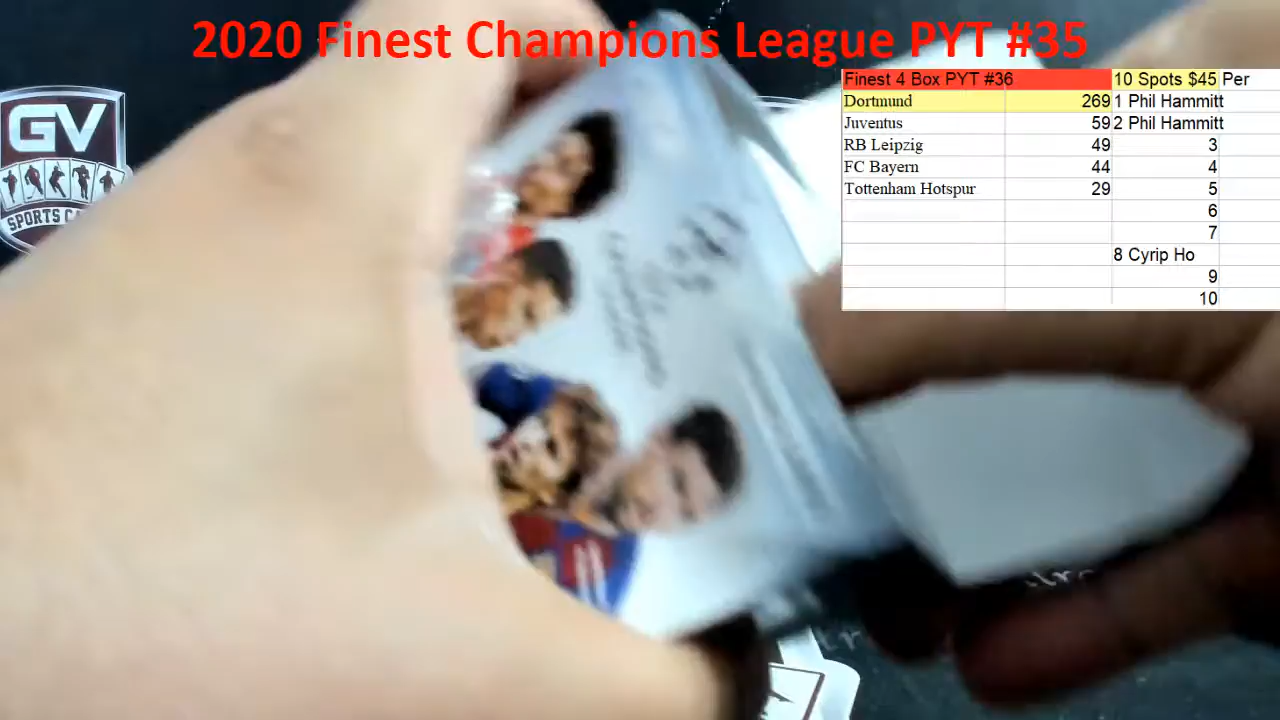 2020 Finest Champions League PYT #35
GV
SPORTS CA
Finest 4 Box PYT #36 10 Spots $45 Per
Dortmund 269 1 Phil Hammitt
Juventus 59 2 Phil Hammitt
RB Leipzig 49 3
FC Bayern 44 4
Tottenham Hotspur 29 5
6
7
8 Cyrip Ho
9
10